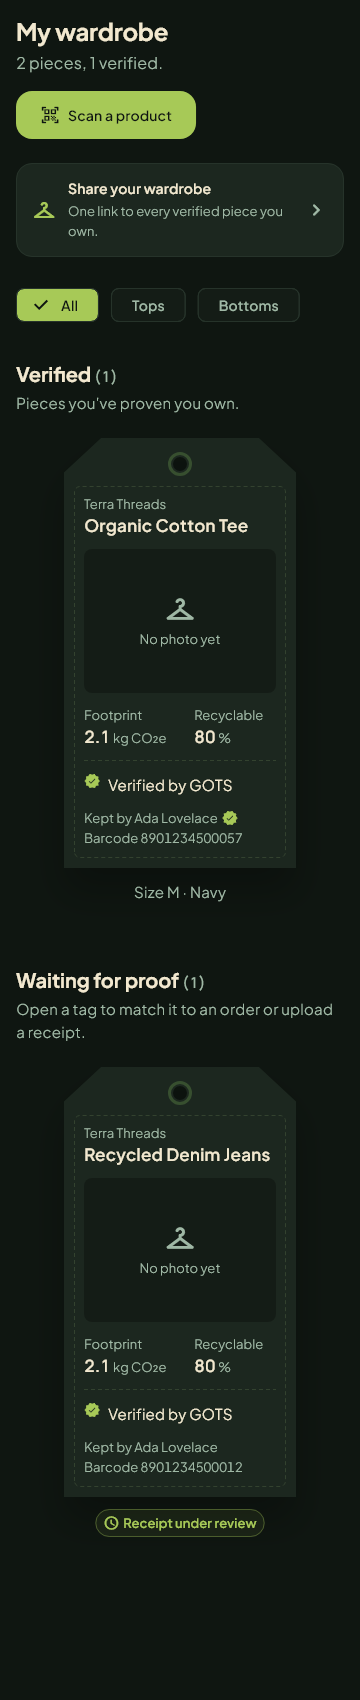 My wardrobe
2 pieces, 1 verified.
Scan a product
Share your wardrobe
One link to every verified piece you
own.
All
Tops
Bottoms
Verified (1)
Pieces you've proven you own.
Terra Threads
Organic Cotton Tee
No photo yet
Footprint
Recyclable
2.1 kg CO₂e
80 %
Verified by GOTS
Kept by Ada Lovelace
Barcode 8901234500057
Size M · Navy
Waiting for proof (1)
Open a tag to match it to an order or upload
a receipt.
Terra Threads
Recycled Denim Jeans
No photo yet
Footprint
Recyclable
2.1 kg CO₂e
80 %
Verified by GOTS
Kept by Ada Lovelace
Barcode 8901234500012
Receipt under review